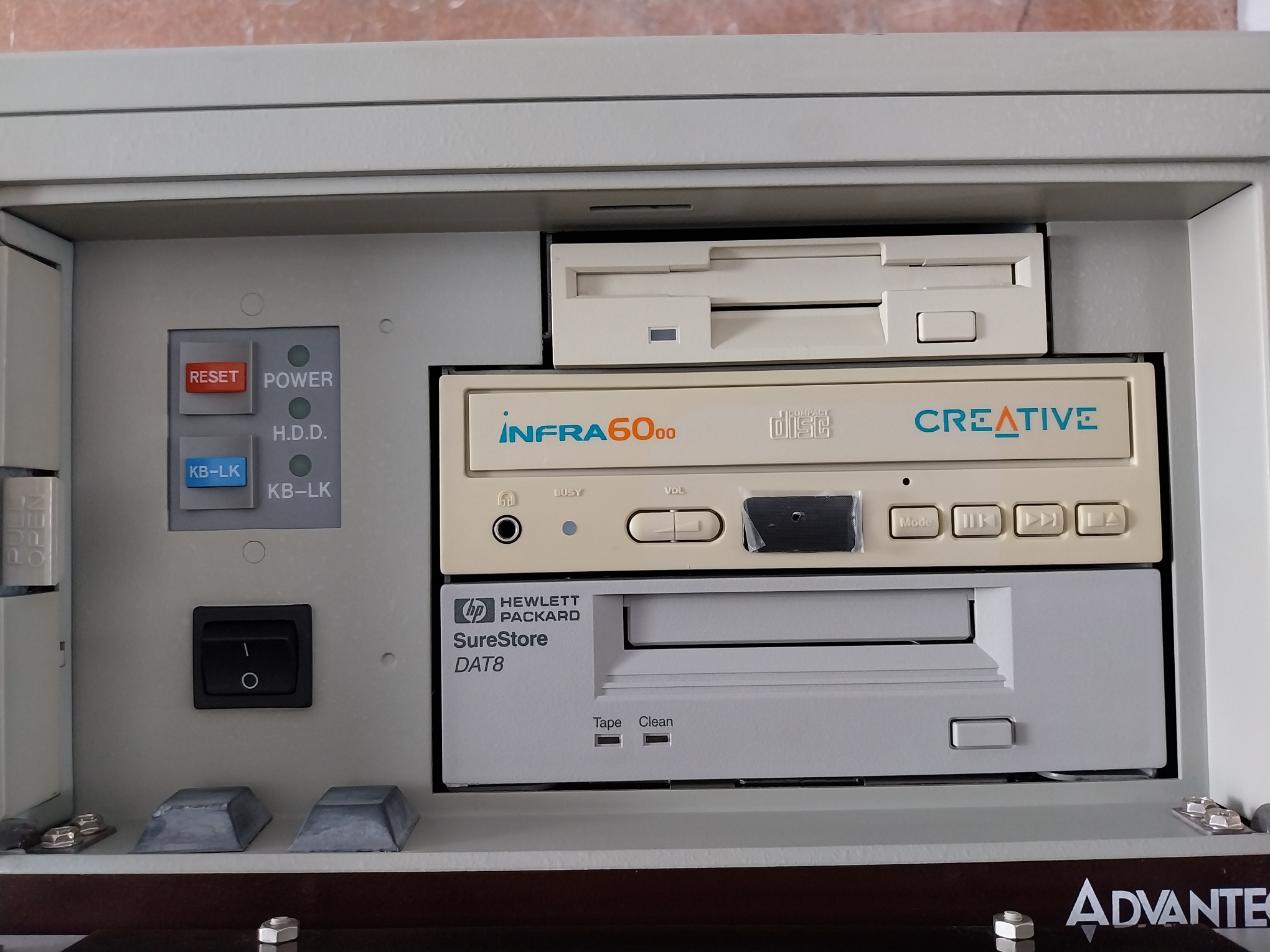 RESET
POWER
H.D.D.
KB-LK
KB-LK
PULL
OPEN
iNFRA6000
COMPACT
disc
CREATIVE
BUSY
VOL
Mode
hp HEWLETT
PACKARD
SureStore
DAT8
Tape Clean
ADVANTEC